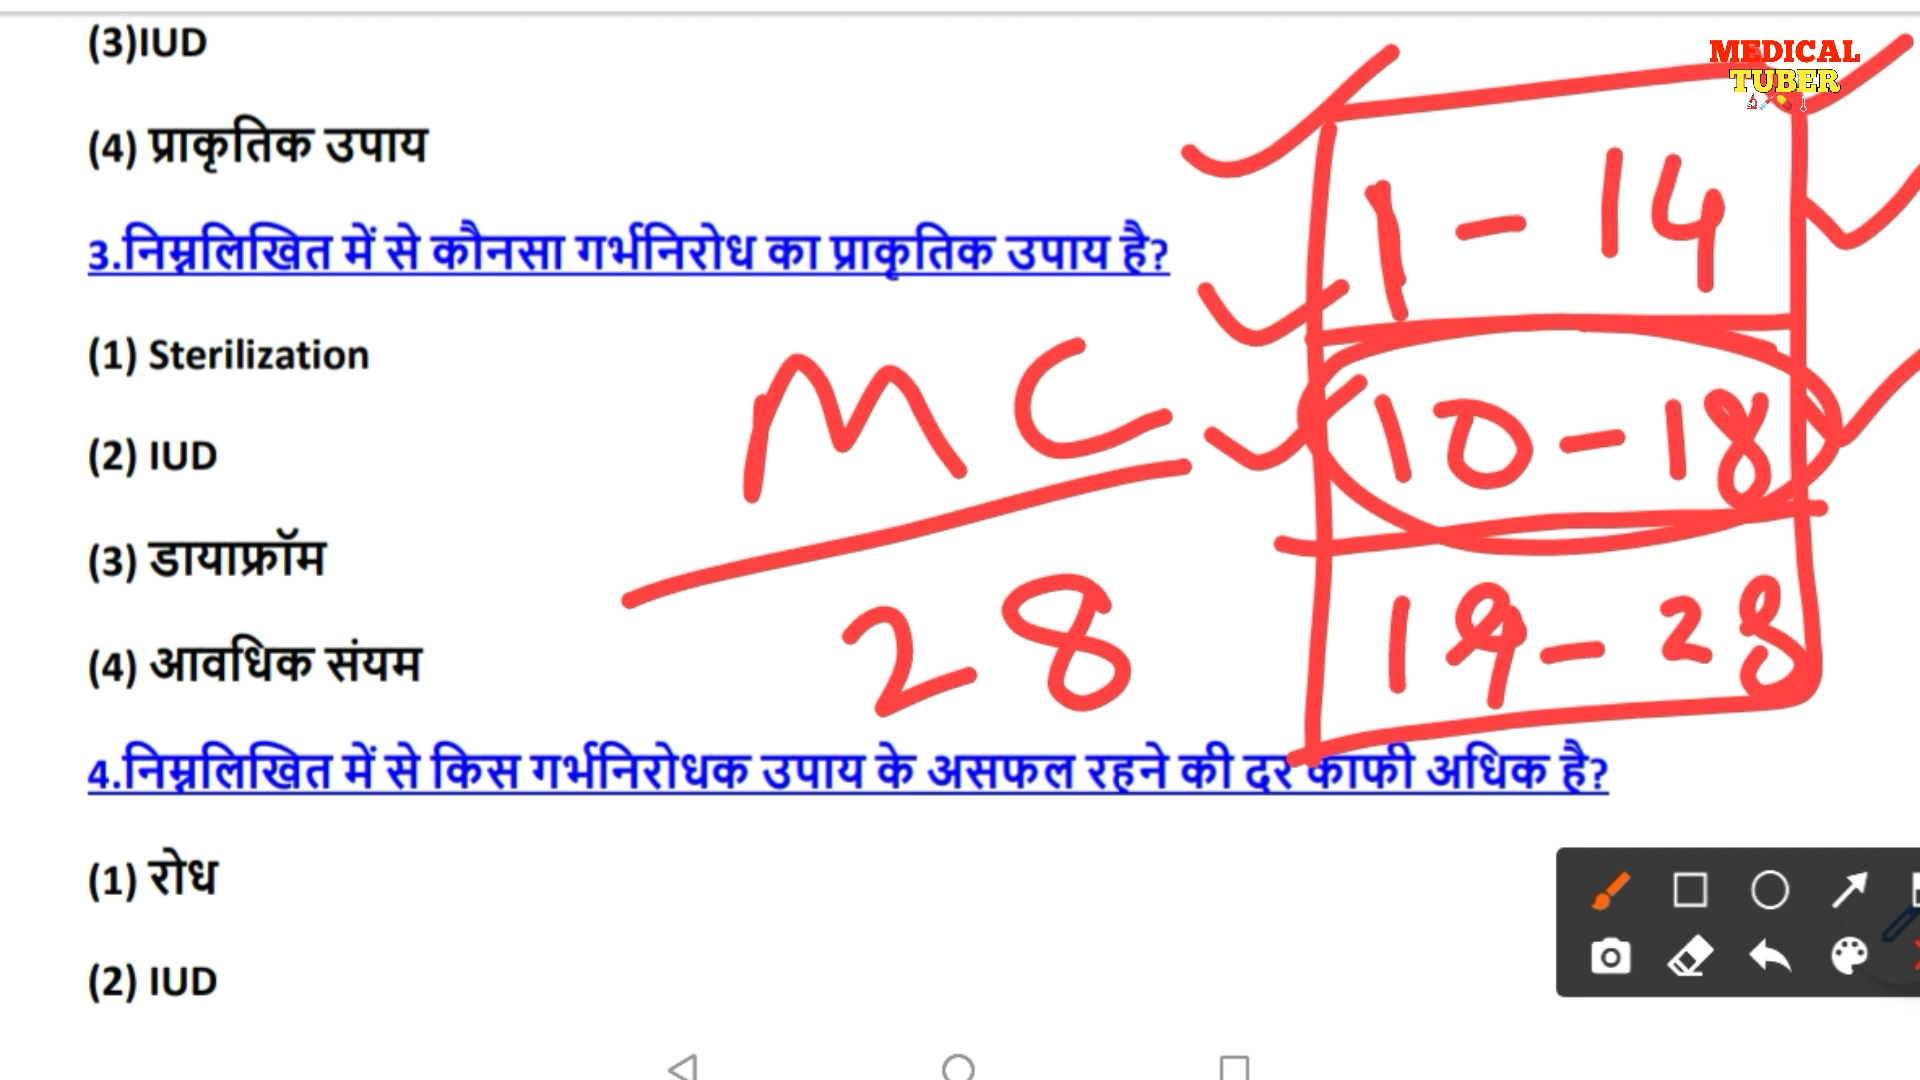 (3)IUD
MEDICAL
TUBER
(4) प्राकृतिक उपाय
1 - 14
3.निम्नलिखित में से कौनसा गर्भनिरोध का प्राकृतिक उपाय है?
(1) Sterilization
MC
10 - 18
(2) IUD
(3) डायाफ्रॉम
28
19 - 28
(4) आवधिक संयम
4.निम्नलिखित में से किस गर्भनिरोधक उपाय के असफल रहने की दर काफी अधिक है?
(1) रोध
(2) IUD